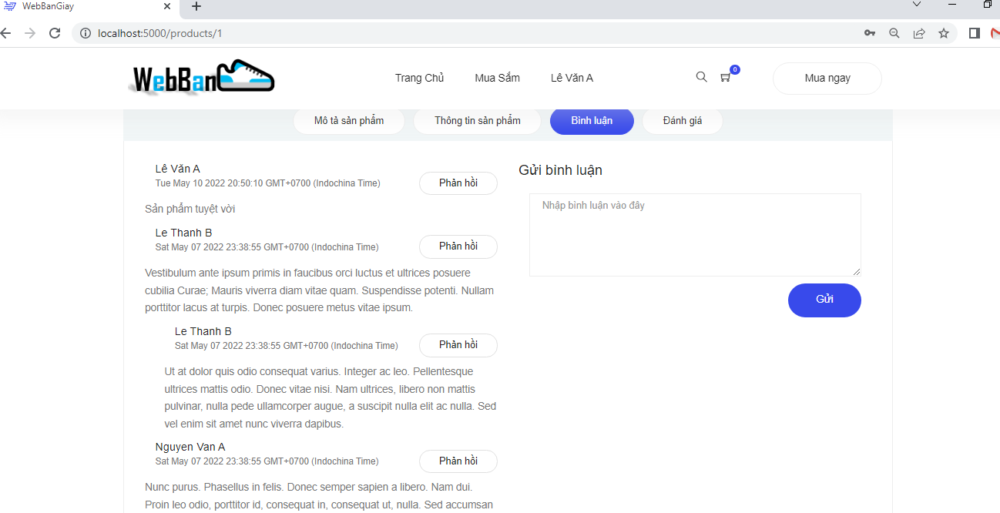 WebBanGiay
localhost:5000/products/1
WebBan
Trang Chủ
Mua Sắm
Lê Văn A
0
Mua ngay
Mô tả sản phẩm
Thông tin sản phẩm
Bình luận
Đánh giá
Lê Văn A
Tue May 10 2022 20:50:10 GMT+0700 (Indochina Time)
Phản hồi
Sản phẩm tuyệt vời
Le Thanh B
Sat May 07 2022 23:38:55 GMT+0700 (Indochina Time)
Phản hồi
Vestibulum ante ipsum primis in faucibus orci luctus et ultrices posuere
cubilia Curae; Mauris viverra diam vitae quam. Suspendisse potenti. Nullam
porttitor lacus at turpis. Donec posuere metus vitae ipsum.
Le Thanh B
Sat May 07 2022 23:38:55 GMT+0700 (Indochina Time)
Phản hồi
Ut at dolor quis odio consequat varius. Integer ac leo. Pellentesque
ultrices mattis odio. Donec vitae nisi. Nam ultrices, libero non mattis
pulvinar, nulla pede ullamcorper augue, a suscipit nulla elit ac nulla. Sed
vel enim sit amet nunc viverra dapibus.
Nguyen Van A
Sat May 07 2022 23:38:55 GMT+0700 (Indochina Time)
Phản hồi
Nunc purus. Phasellus in felis. Donec semper sapien a libero. Nam dui.
Proin leo odio, porttitor id, consequat in, consequat ut, nulla. Sed accumsan
Gửi bình luận
Nhập bình luận vào đây
Gửi